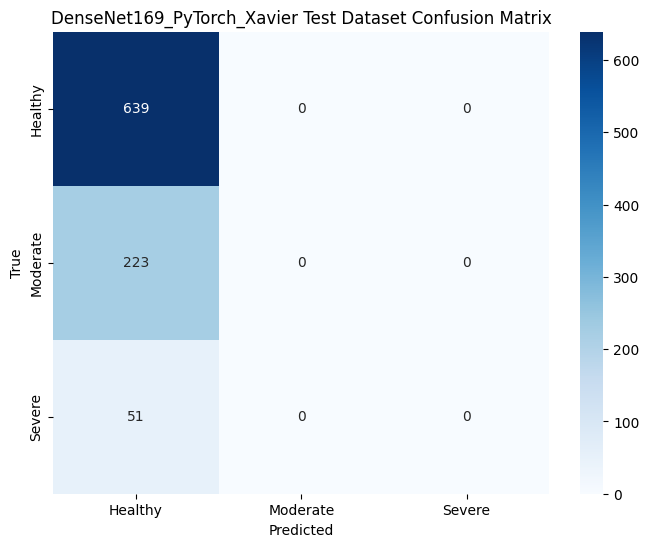 DenseNet169_PyTorch_Xavier Test Dataset Confusion Matrix
Healthy
639
0
0
Moderate
223
0
0
Severe
51
0
0
True
Healthy
Moderate
Severe
Predicted
600
500
400
300
200
100
0